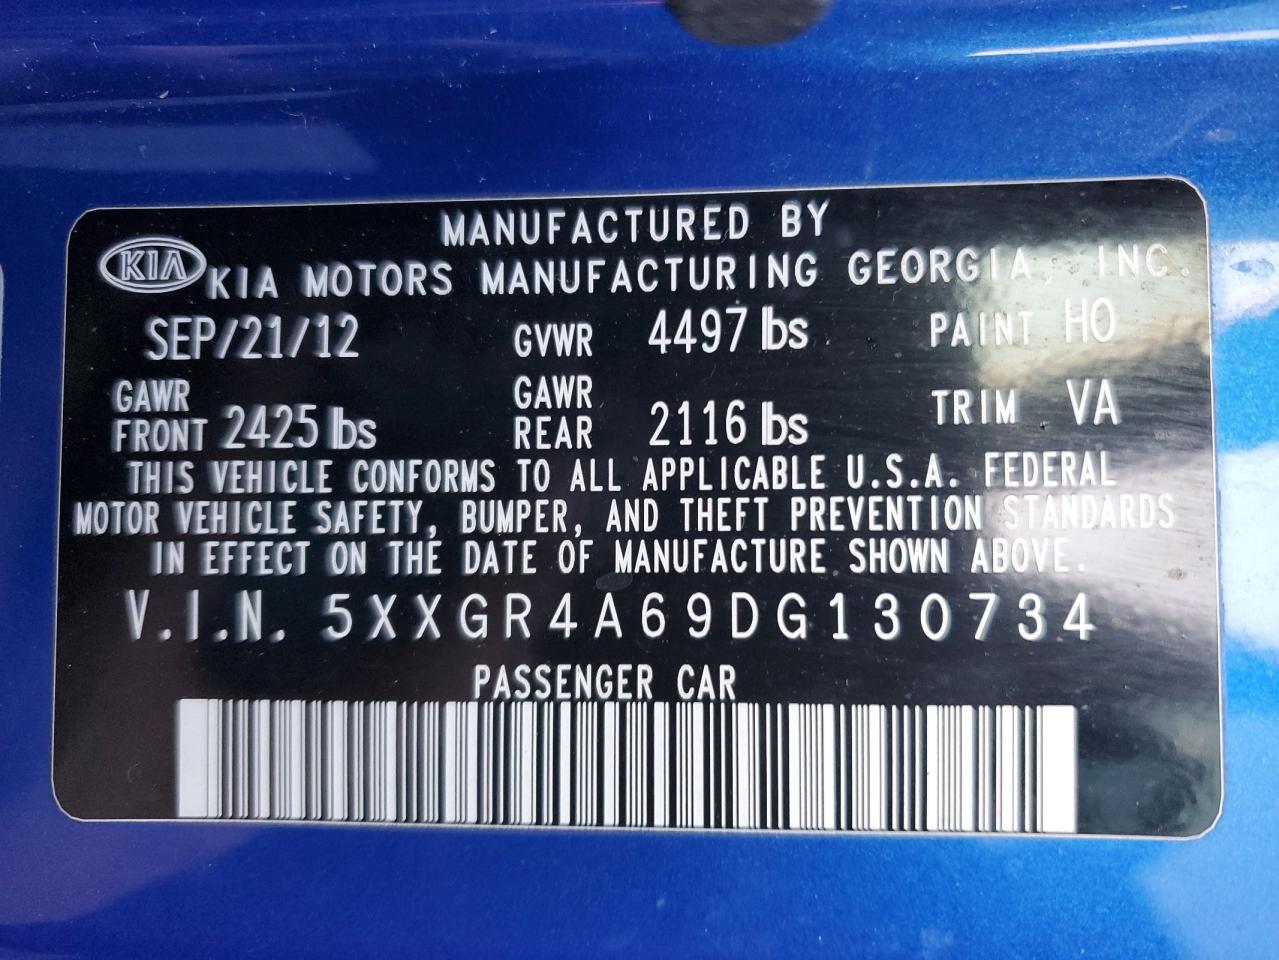 MANUFACTURED BY
KIA KIA MOTORS MANUFACTURING GEORGIA, INC.
SEP/21/12 GVWR 4497 lbs PAINT HO
GAWR FRONT 2425 lbs GAWR REAR 2116 lbs TRIM VA
THIS VEHICLE CONFORMS TO ALL APPLICABLE U.S.A. FEDERAL
MOTOR VEHICLE SAFETY, BUMPER, AND THEFT PREVENTION STANDARDS
IN EFFECT ON THE DATE OF MANUFACTURE SHOWN ABOVE.
V.I.N. 5XXGR4A69DG130734
PASSENGER CAR